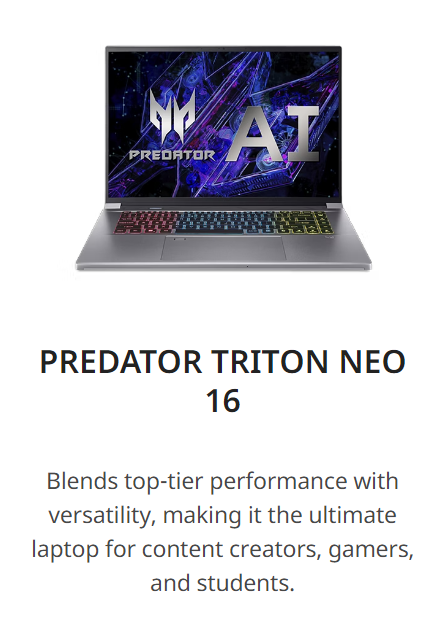 PREDATOR
AI
PREDATOR TRITON NEO
16
Blends top-tier performance with
versatility, making it the ultimate
laptop for content creators, gamers,
and students.